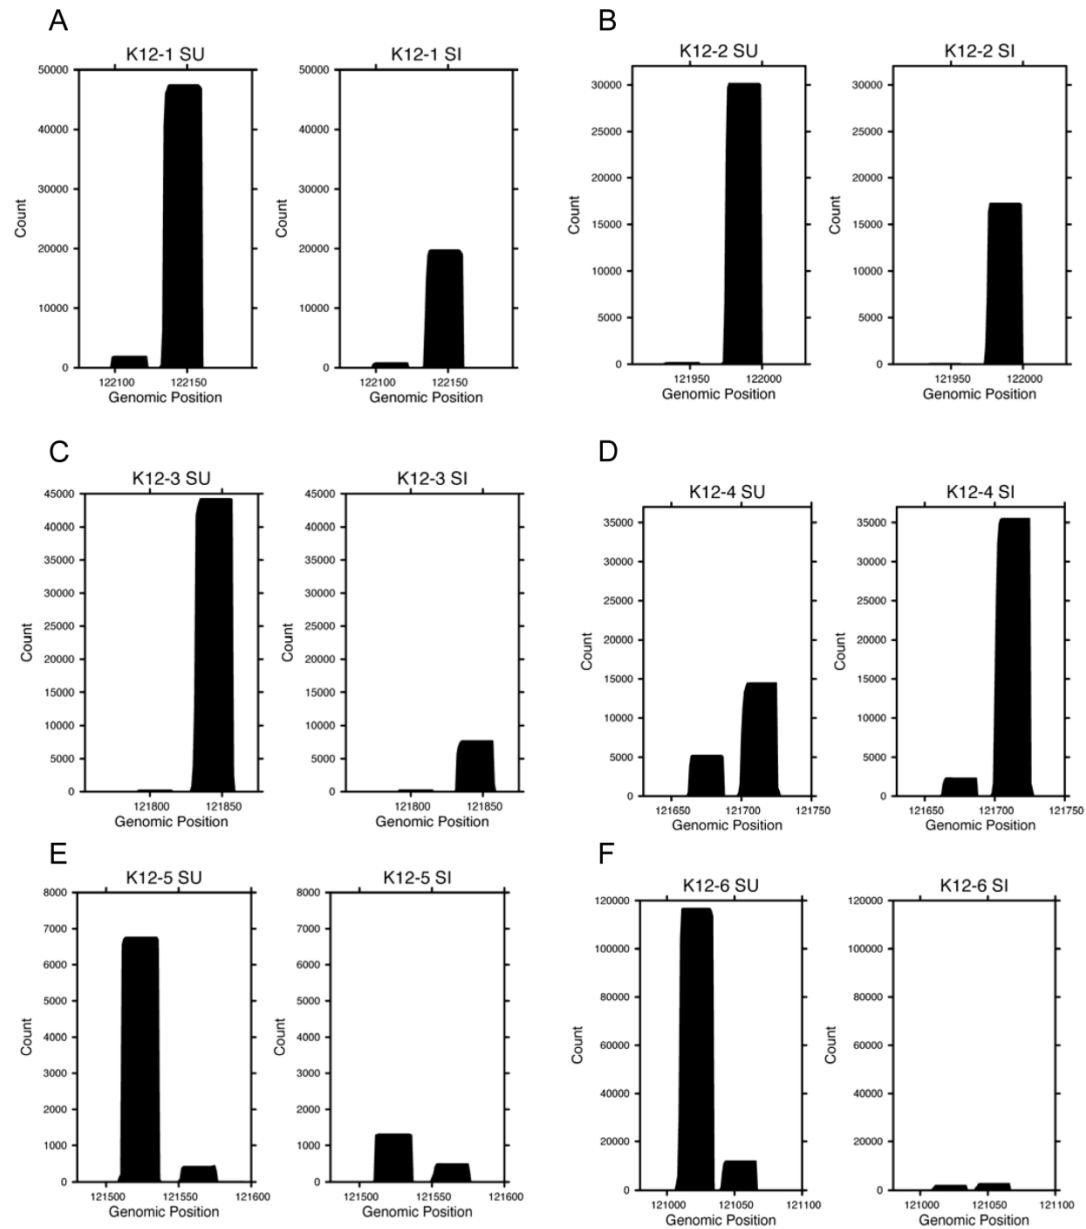 A
K12-1 SU
50000
40000
30000
20000
10000
0
Count
122100 122150
Genomic Position
K12-1 SI
50000
40000
30000
20000
10000
0
Count
122100 122150
Genomic Position
B
K12-2 SU
30000
25000
20000
15000
10000
5000
0
Count
121950 122000
Genomic Position
K12-2 SI
30000
25000
20000
15000
10000
5000
0
Count
121950 122000
Genomic Position
C
K12-3 SU
45000
40000
35000
30000
25000
20000
15000
10000
5000
0
Count
121800 121850
Genomic Position
K12-3 SI
45000
40000
35000
30000
25000
20000
15000
10000
5000
0
Count
121800 121850
Genomic Position
D
K12-4 SU
35000
30000
25000
20000
15000
10000
5000
0
Count
121650 121700 121750
Genomic Position
K12-4 SI
35000
30000
25000
20000
15000
10000
5000
0
Count
121650 121700 121750
Genomic Position
E
K12-5 SU
8000
7000
6000
5000
4000
3000
2000
1000
0
Count
121500 121550 121600
Genomic Position
K12-5 SI
8000
7000
6000
5000
4000
3000
2000
1000
0
Count
121500 121550 121600
Genomic Position
F
K12-6 SU
120000
100000
80000
60000
40000
20000
0
Count
121000 121050 121100
Genomic Position
K12-6 SI
120000
100000
80000
60000
40000
20000
0
Count
121000 121050 121100
Genomic Position